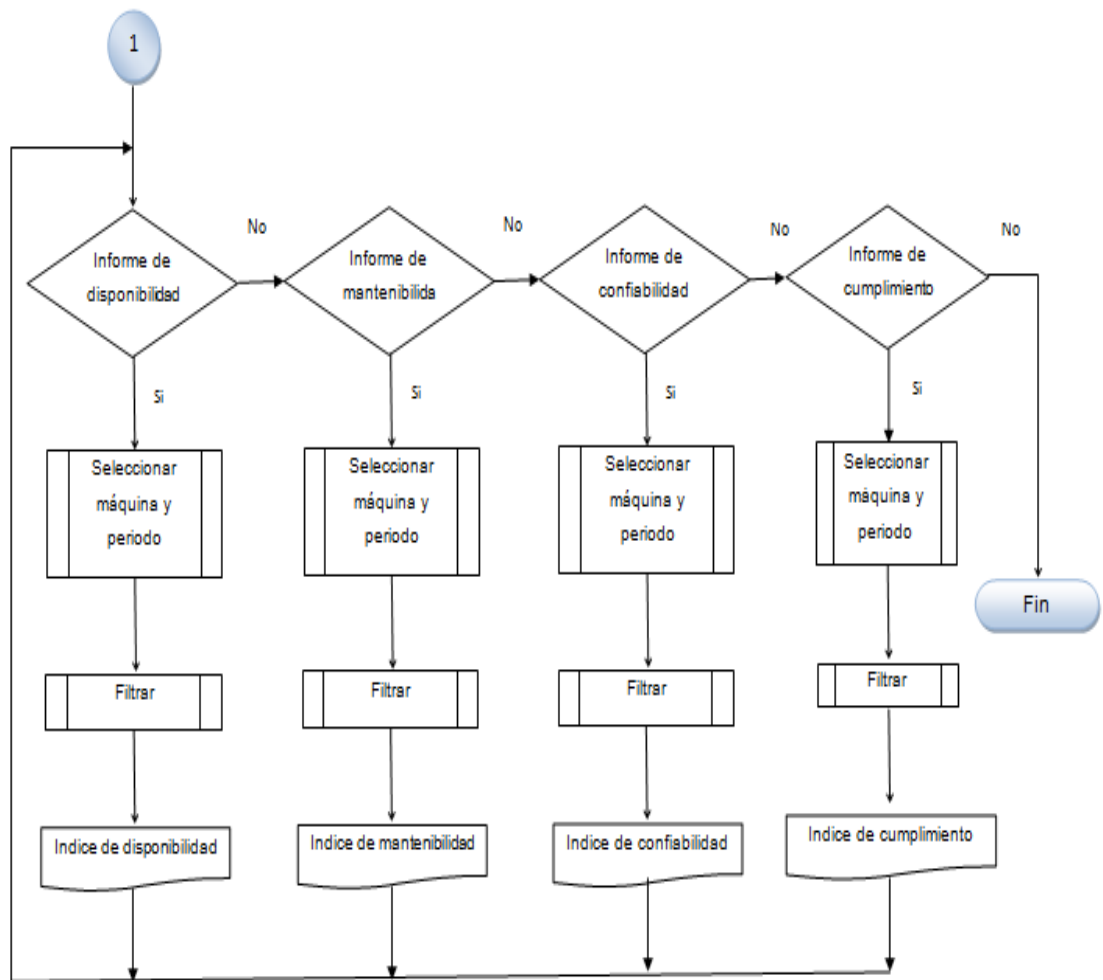 1
No
No
No
No
Informe de
disponibilidad
Informe de
mantenibilida
Informe de
confiabilidad
Informe de
cumplimiento
Si
Si
Si
Si
Seleccionar
máquina y
periodo
Seleccionar
máquina y
periodo
Seleccionar
máquina y
periodo
Seleccionar
máquina y
periodo
Fin
Filtrar
Filtrar
Filtrar
Filtrar
Indice de disponibilidad
Indice de mantenibilidad
Indice de confiabilidad
Indice de cumplimiento